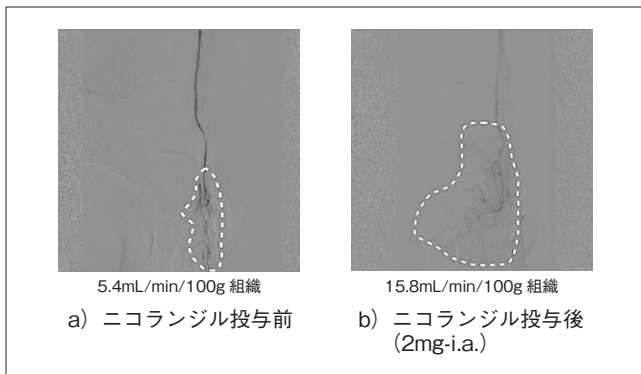 5.4mL/min/100g 組織
15.8mL/min/100g 組織
a）ニコランジル投与前
b）ニコランジル投与後
（2mg-i.a.）